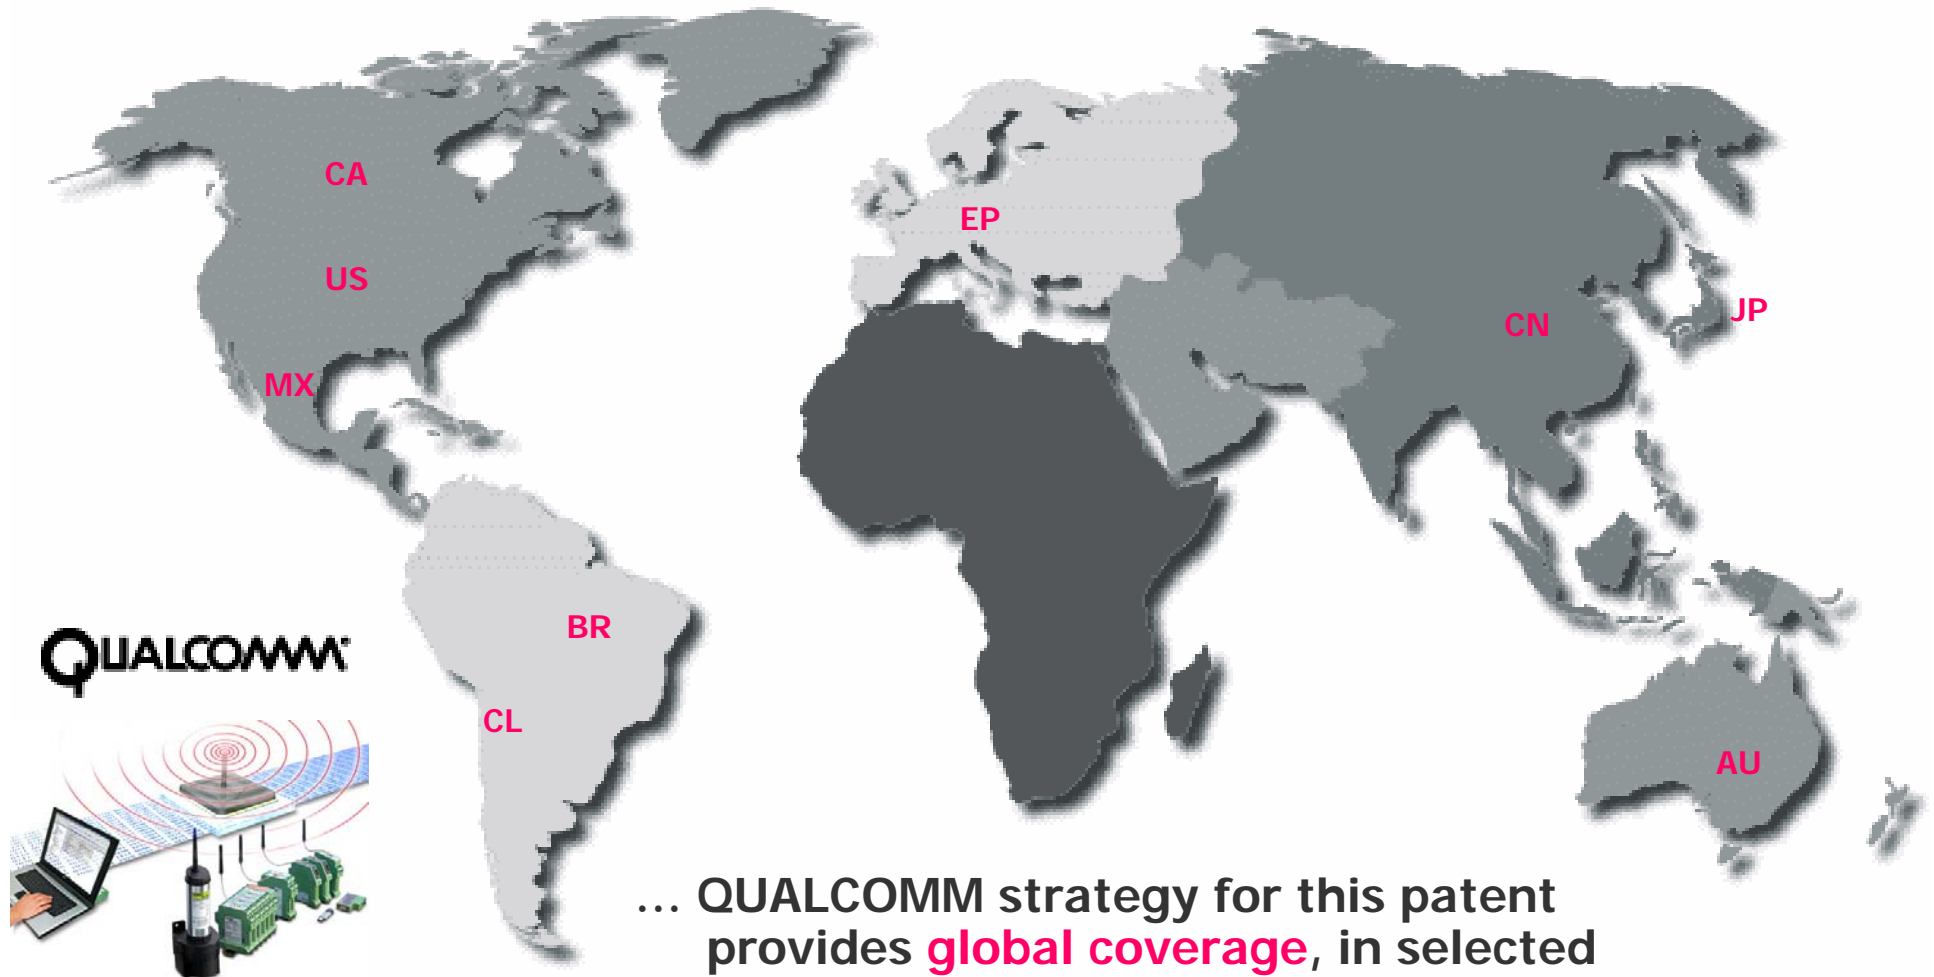 CA
EP
US
JP
CN
MX
BR
QUALCOMM
CL
AU
... QUALCOMM strategy for this patent
provides global coverage, in selected